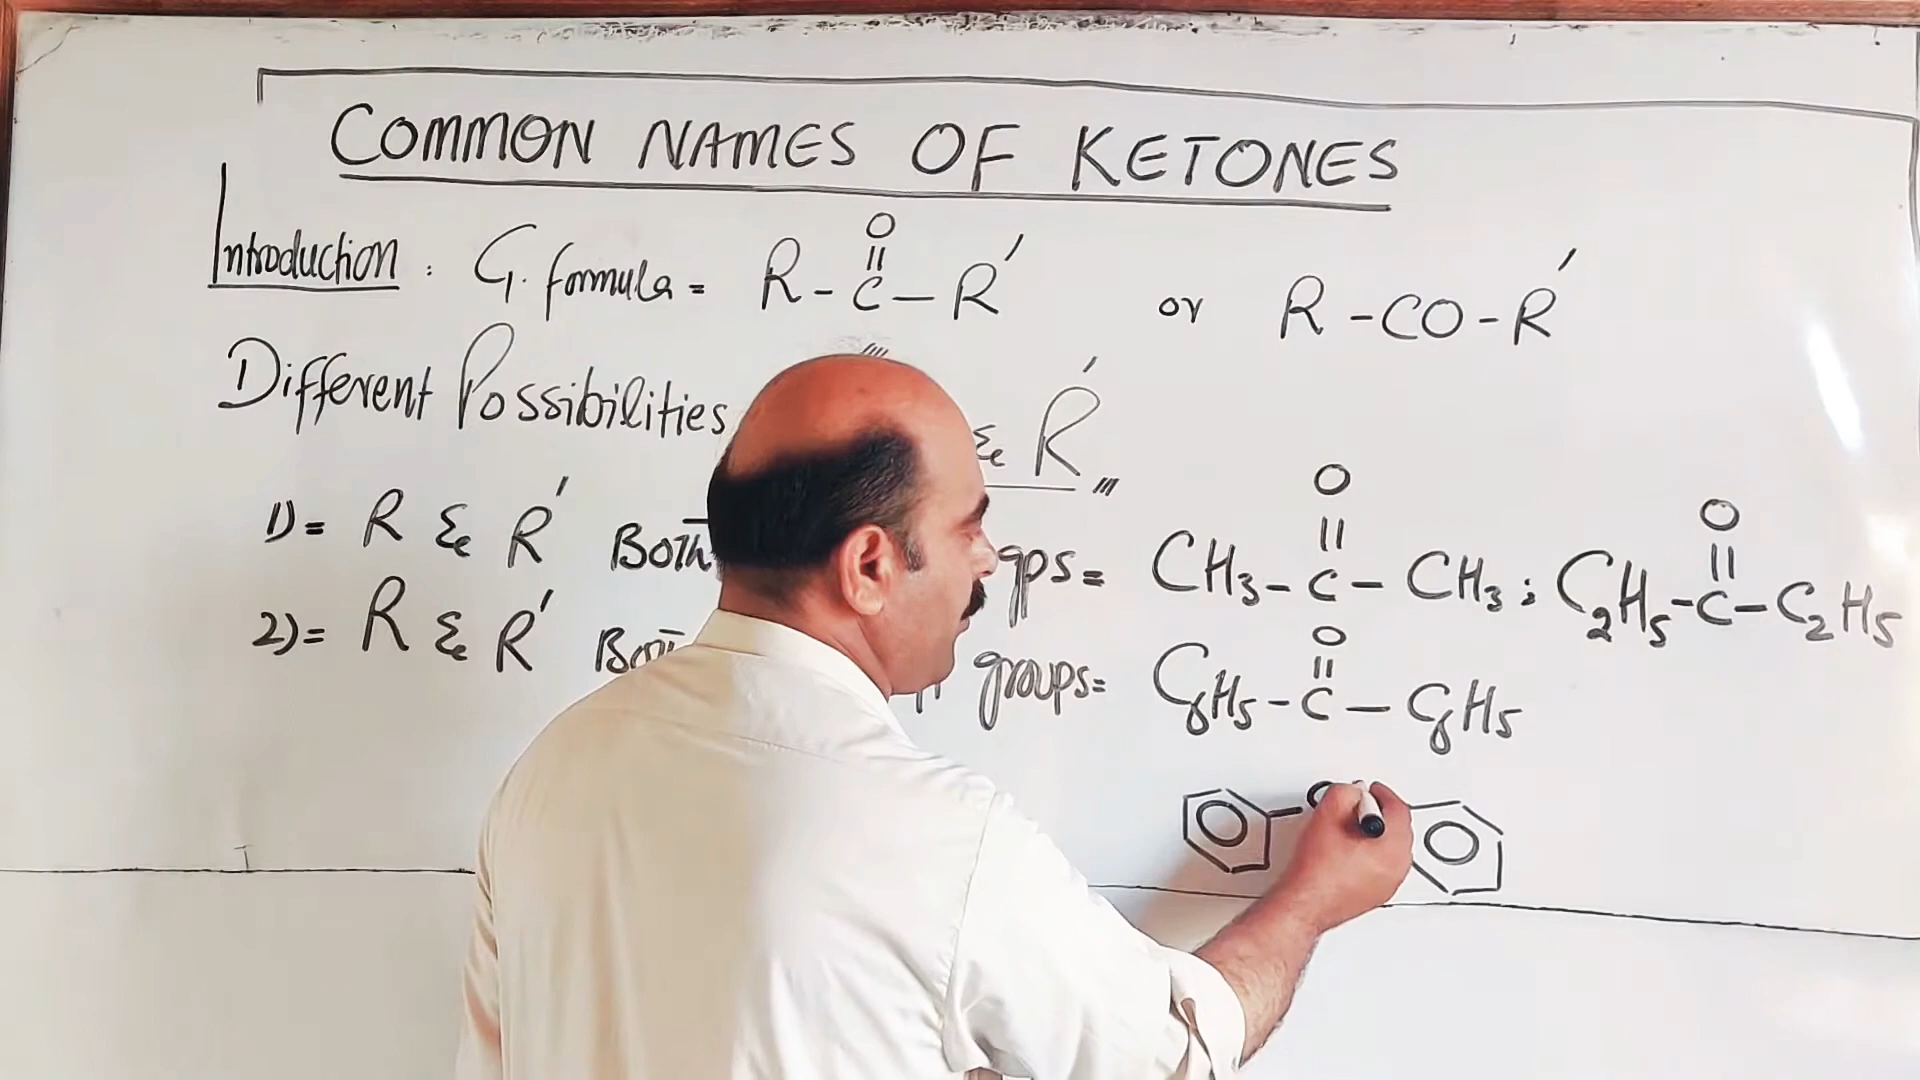 COMMON NAMES OF KETONES
Introduction : G. formula = R - C - R' or R - CO - R'
O
||
Different Possibilities & R'
1) = R & R' Both gps = CH3 - C - CH3 ; C2H5 - C - C2H5
O O
|| ||
2) = R & R' groups = C6H5 - C - C6H5
O
||